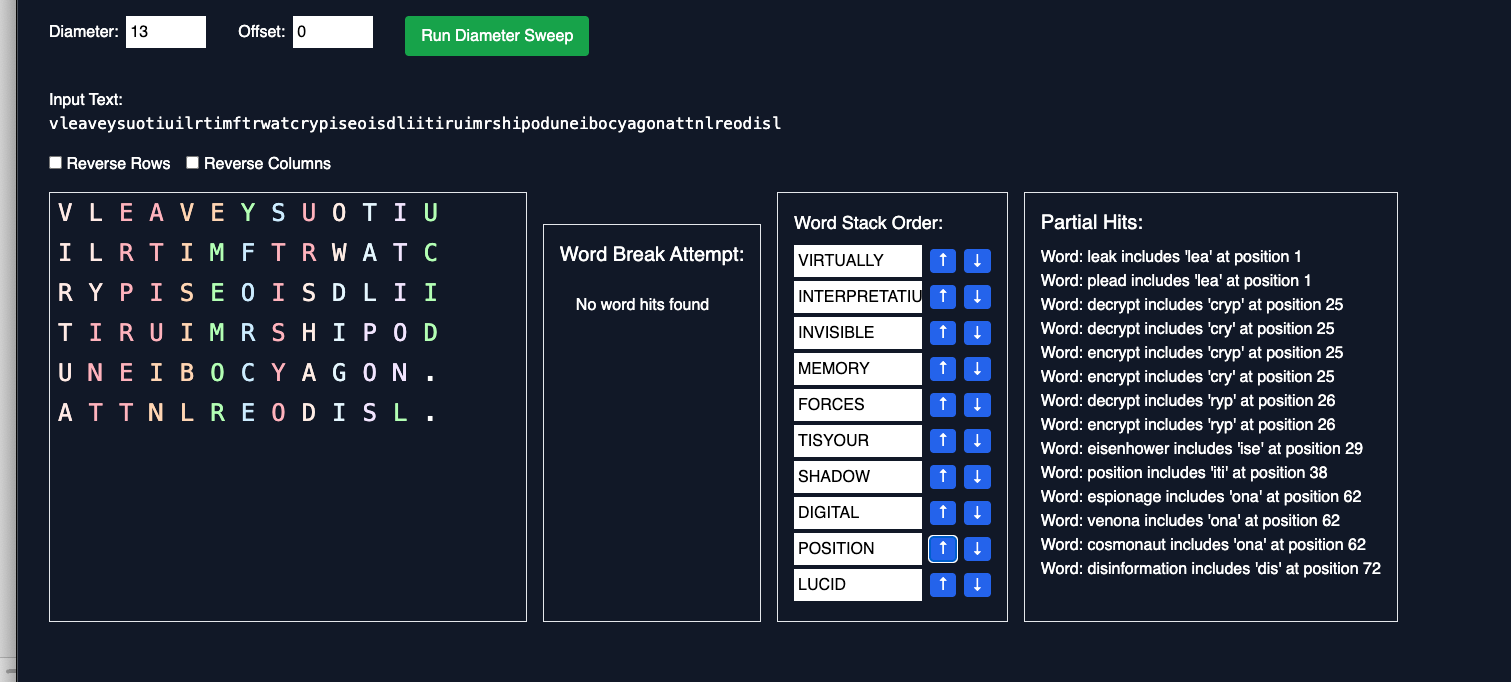 Diameter: 13 Offset: 0 Run Diameter Sweep
Input Text:
vleaveysuotiuilrtimftrwatcrypiseoisdliitiruimrshipoduneibocyagonattnlreodisl
Reverse Rows Reverse Columns
V L E A V E Y S U O T I U
I L R T I M F T R W A T C
R Y P I S E O I S D L I I
T I R U I M R S H I P O D
U N E I B O C Y A G O N .
A T T N L R E O D I S L .
Word Break Attempt:
No word hits found
Word Stack Order:
VIRTUALLY ↑ ↓
INTERPRETATIU ↑ ↓
INVISIBLE ↑ ↓
MEMORY ↑ ↓
FORCES ↑ ↓
TISYOUR ↑ ↓
SHADOW ↑ ↓
DIGITAL ↑ ↓
POSITION ↑ ↓
LUCID ↑ ↓
Partial Hits:
Word: leak includes 'lea' at position 1
Word: plead includes 'lea' at position 1
Word: decrypt includes 'cryp' at position 25
Word: decrypt includes 'cry' at position 25
Word: encrypt includes 'cryp' at position 25
Word: encrypt includes 'cry' at position 25
Word: decrypt includes 'ryp' at position 26
Word: encrypt includes 'ryp' at position 26
Word: eisenhower includes 'ise' at position 29
Word: position includes 'iti' at position 38
Word: espionage includes 'ona' at position 62
Word: venona includes 'ona' at position 62
Word: cosmonaut includes 'ona' at position 62
Word: disinformation includes 'dis' at position 72